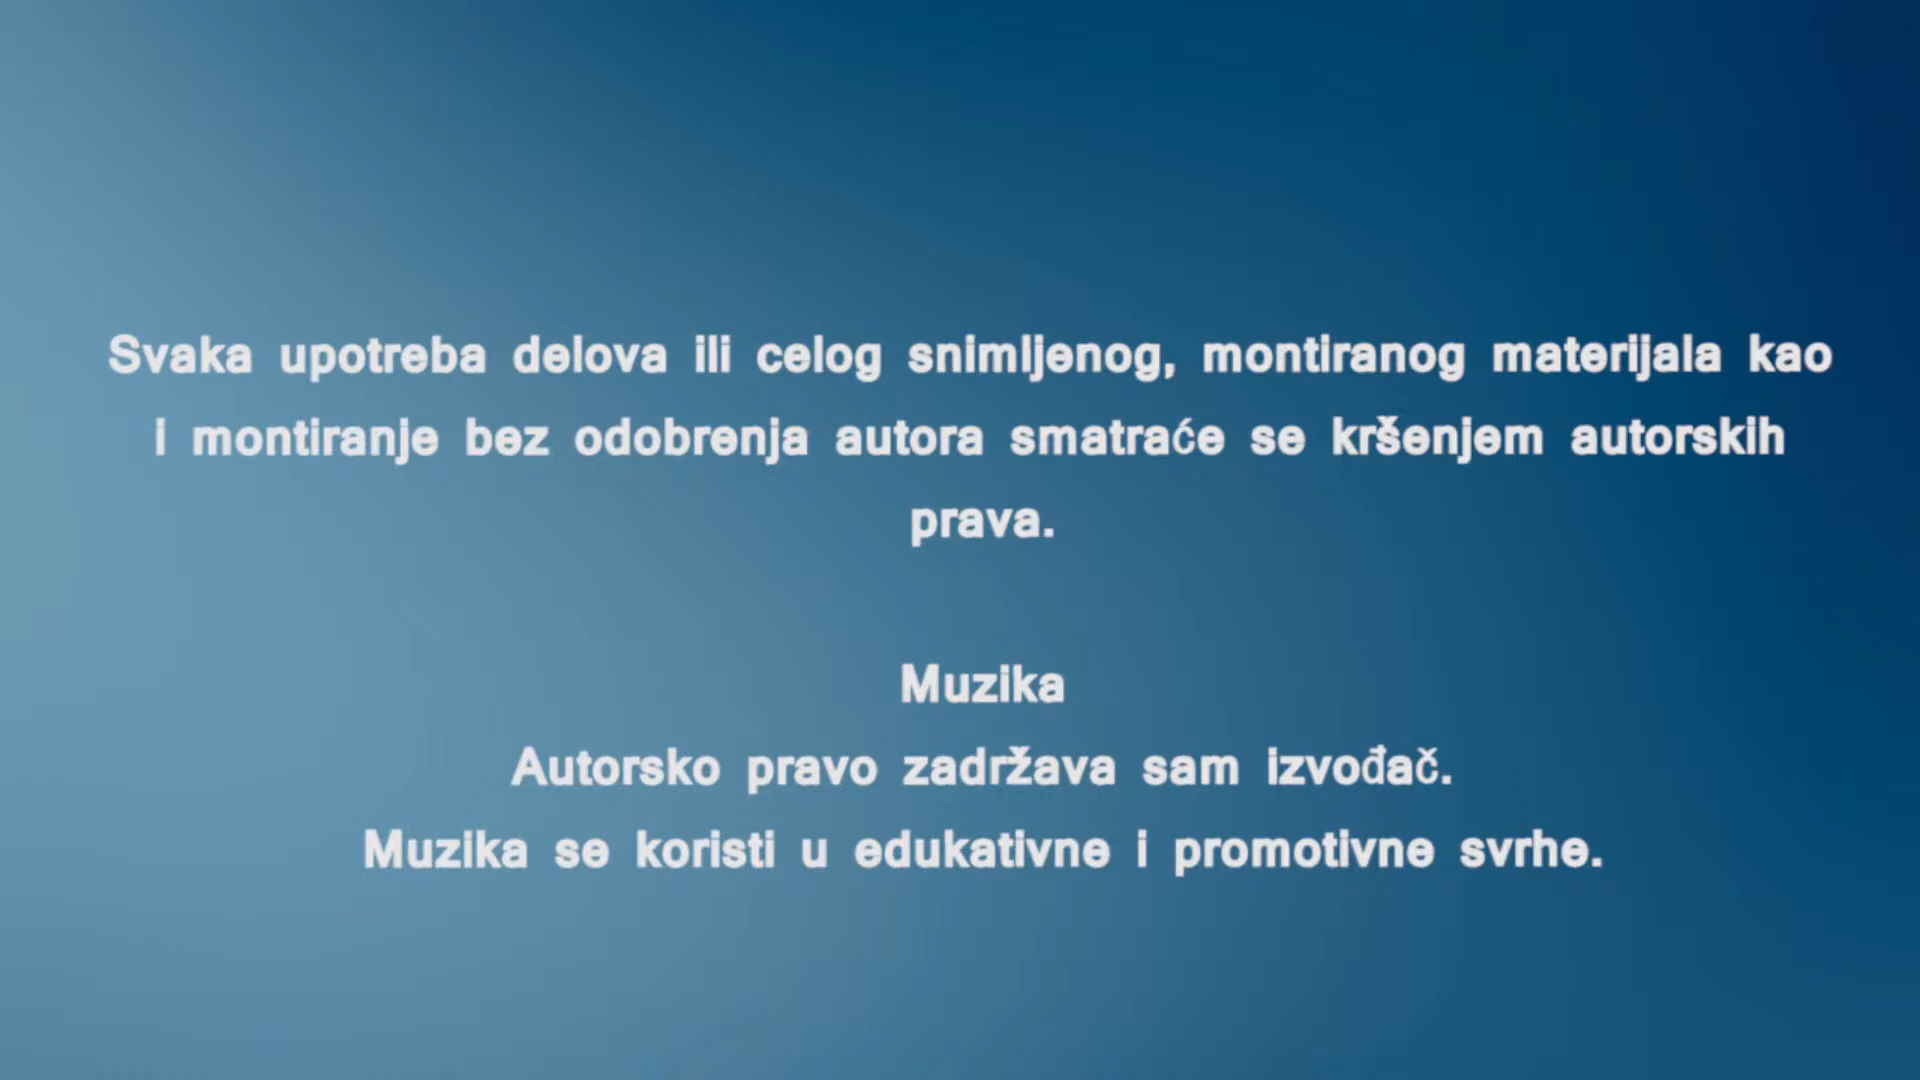 Svaka upotreba delova ili celog snimljenog, montiranog materijala kao
i montiranje bez odobrenja autora smatraće se kršenjem autorskih
prava.
Muzika
Autorsko pravo zadržava sam izvođač.
Muzika se koristi u edukativne i promotivne svrhe.